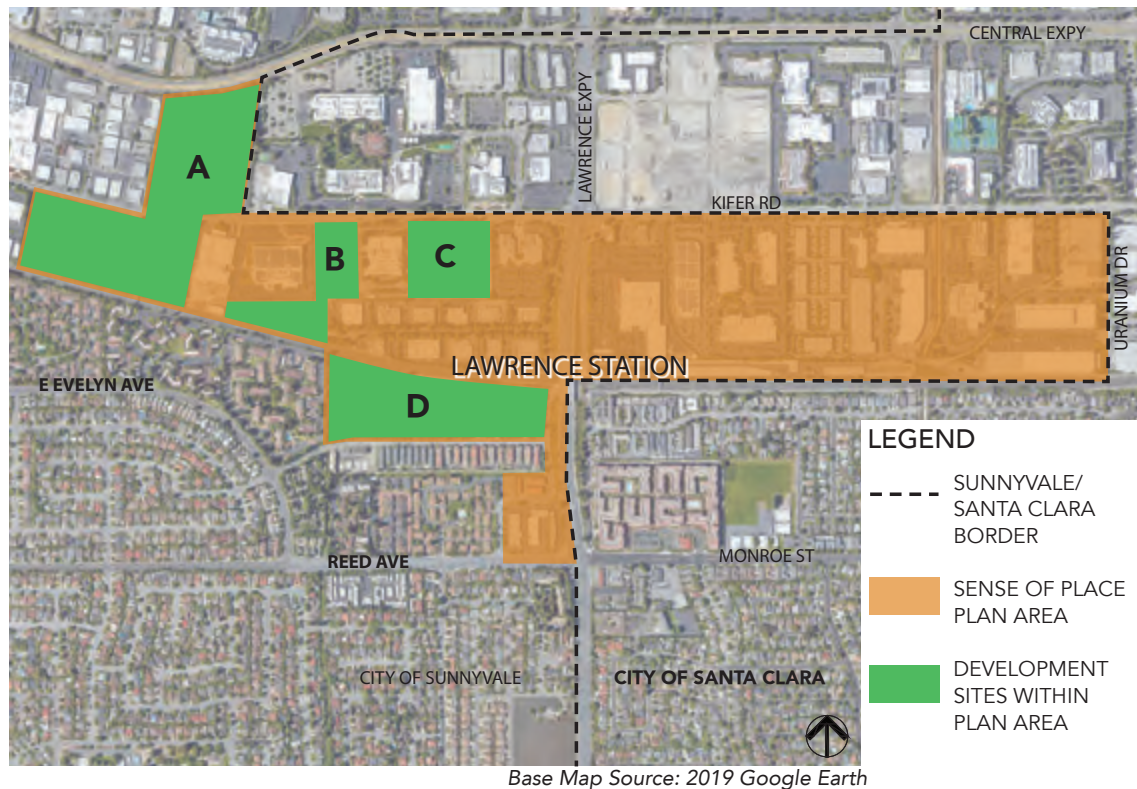 CENTRAL EXPY
LAWRENCE EXPY
A
KIFER RD
B
C
URANIUM DR
LAWRENCE STATION
E EVELYN AVE
D
LEGEND
SUNNYVALE/
SANTA CLARA
BORDER
MONROE ST
REED AVE
SENSE OF PLACE
PLAN AREA
CITY OF SUNNYVALE
CITY OF SANTA CLARA
DEVELOPMENT
SITES WITHIN
PLAN AREA
Base Map Source: 2019 Google Earth